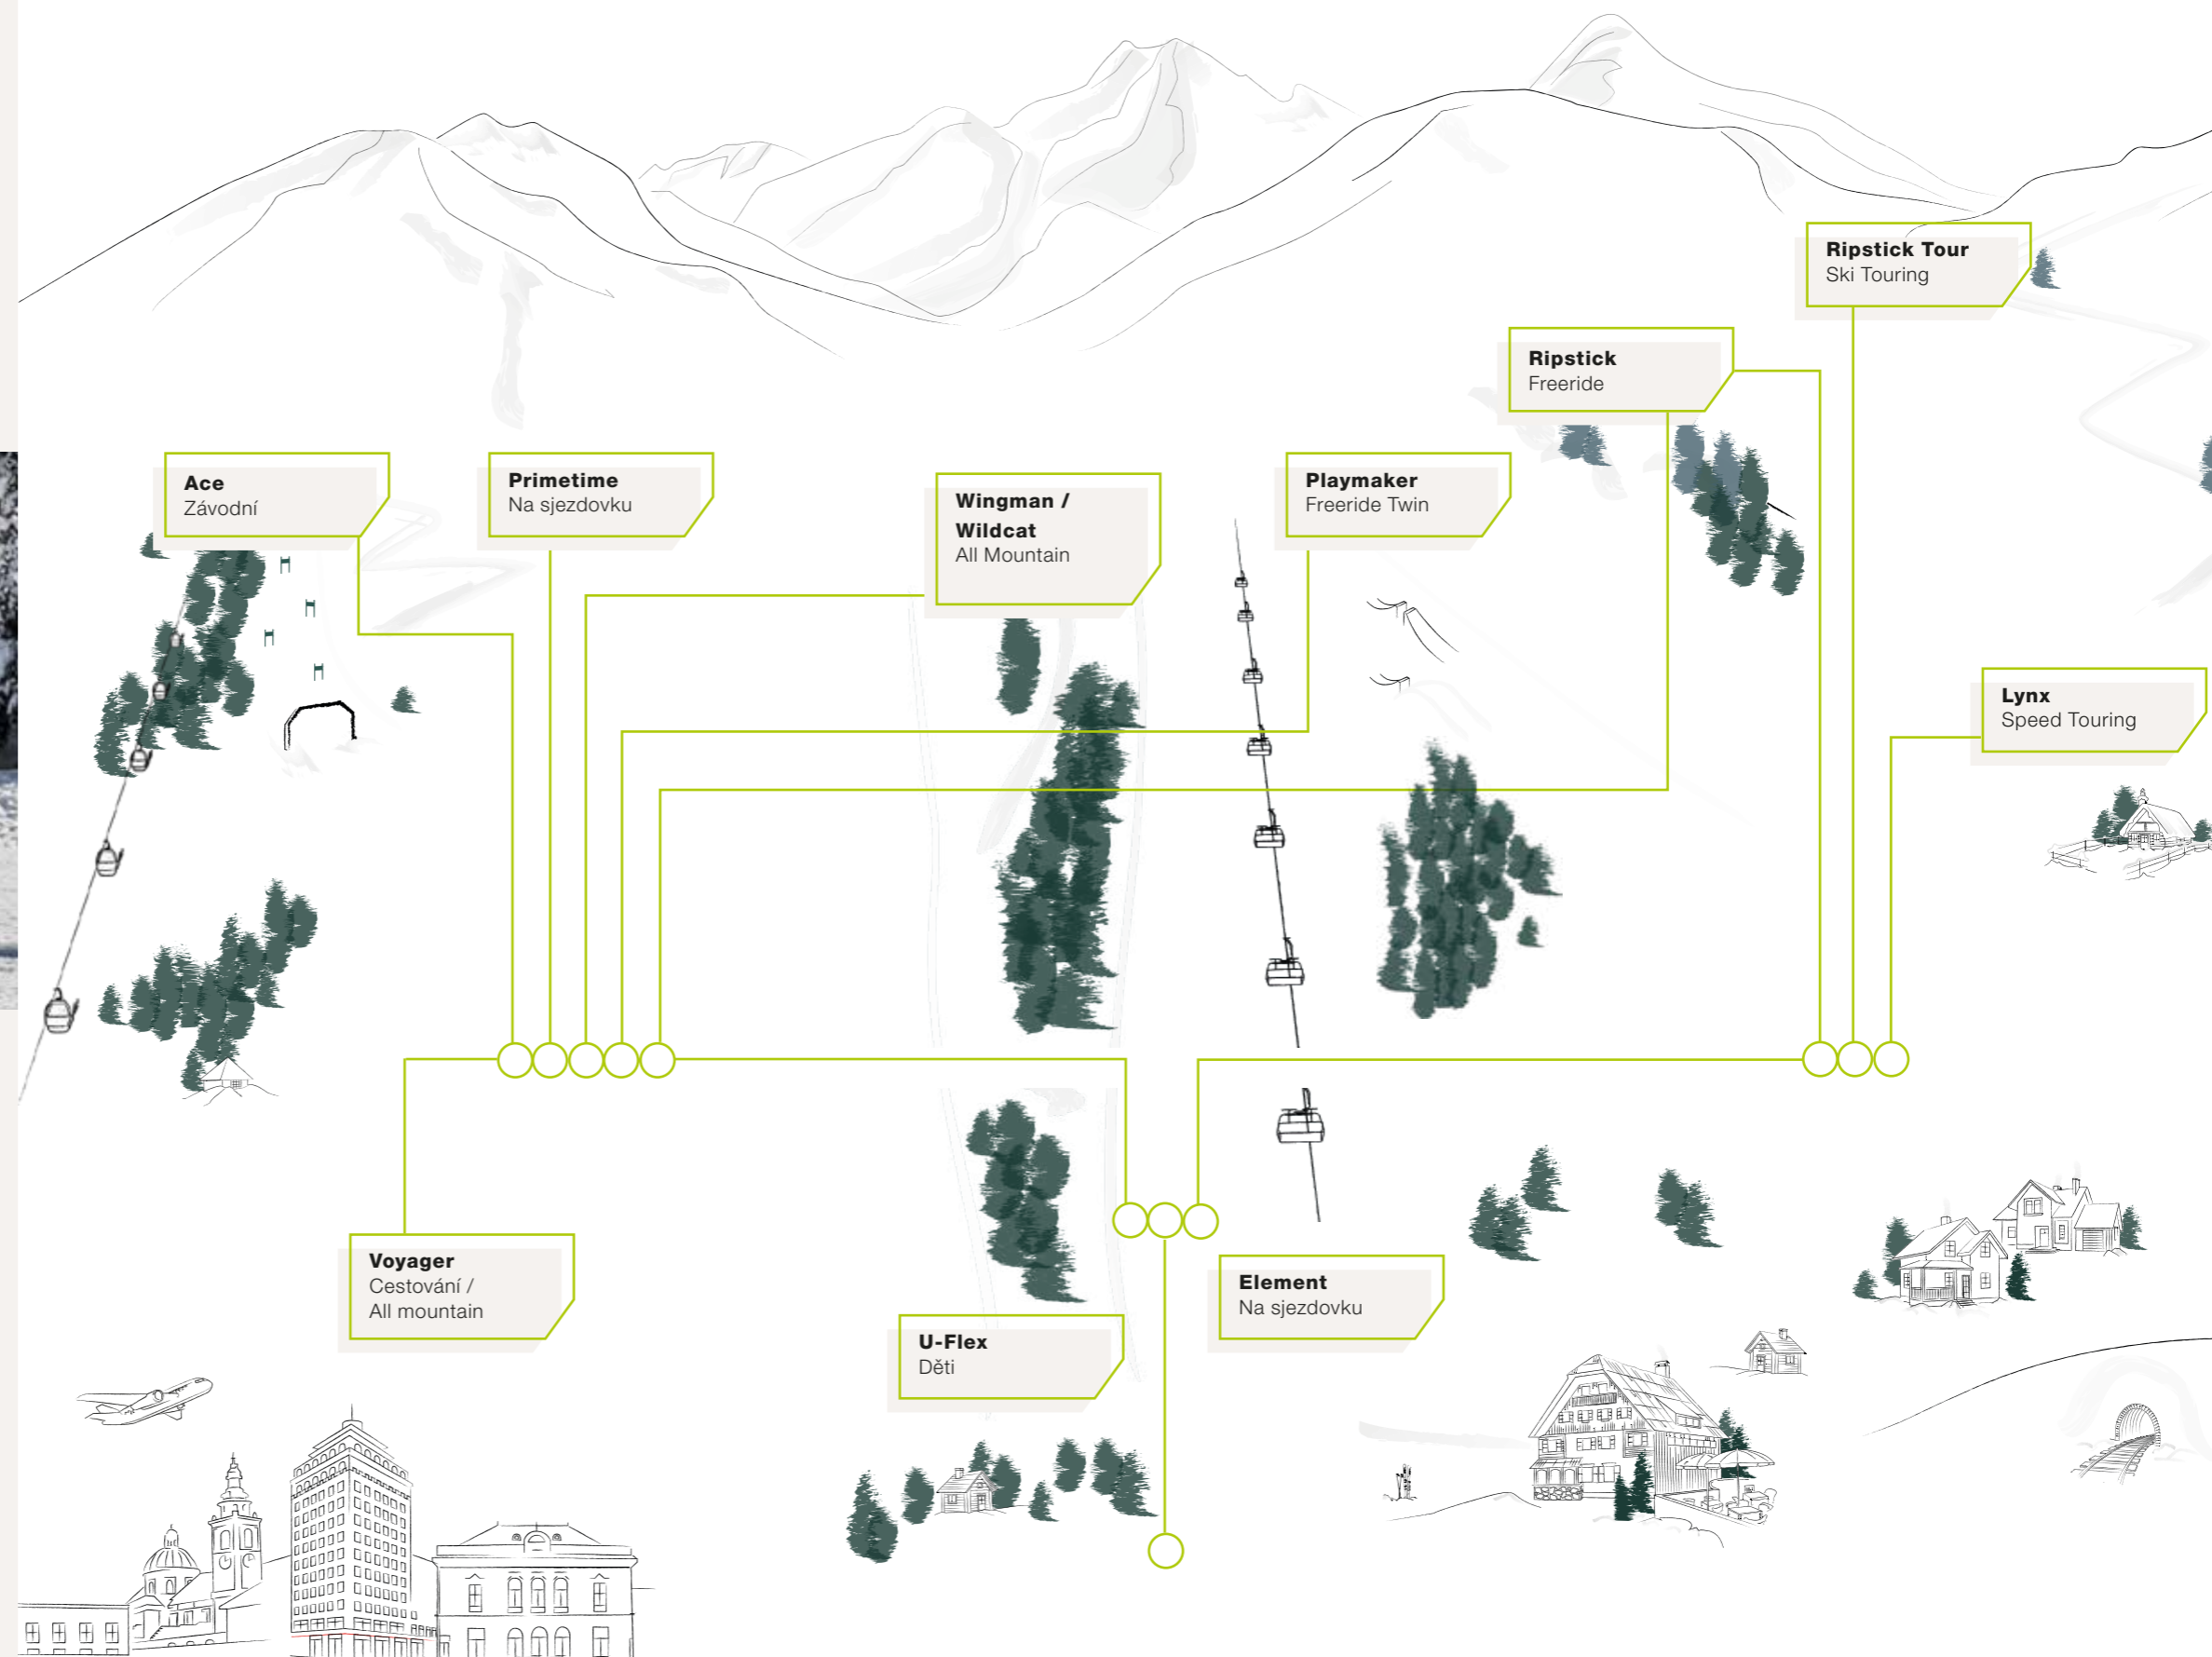 Ripstick Tour
Ski Touring
Ripstick
Freeride
Ace
Závodní
Primetime
Na sjezdovku
Wingman /
Wildcat
All Mountain
Playmaker
Freeride Twin
Lynx
Speed Touring
Voyager
Cestování /
All mountain
Element
Na sjezdovku
U-Flex
Děti